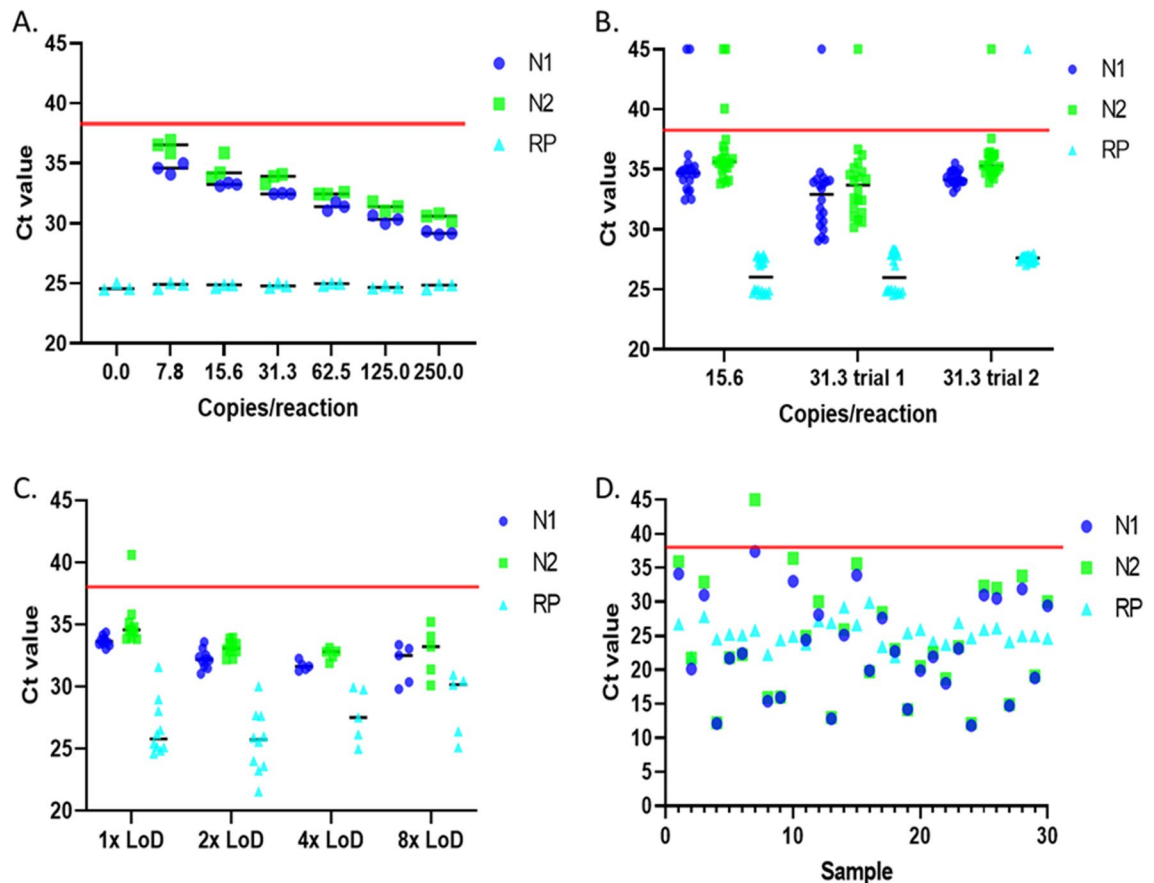 A.
45
40
35
30
25
20
Ct value
0.0 7.8 15.6 31.3 62.5 125.0 250.0
Copies/reaction
N1
N2
RP
B.
45
40
35
30
25
20
Ct value
15.6 31.3 trial 1 31.3 trial 2
Copies/reaction
N1
N2
RP
C.
45
40
35
30
25
20
Ct value
1x LoD 2x LoD 4x LoD 8x LoD
N1
N2
RP
D.
45
40
35
30
25
20
15
10
5
0
Ct value
0 10 20 30
Sample
N1
N2
RP